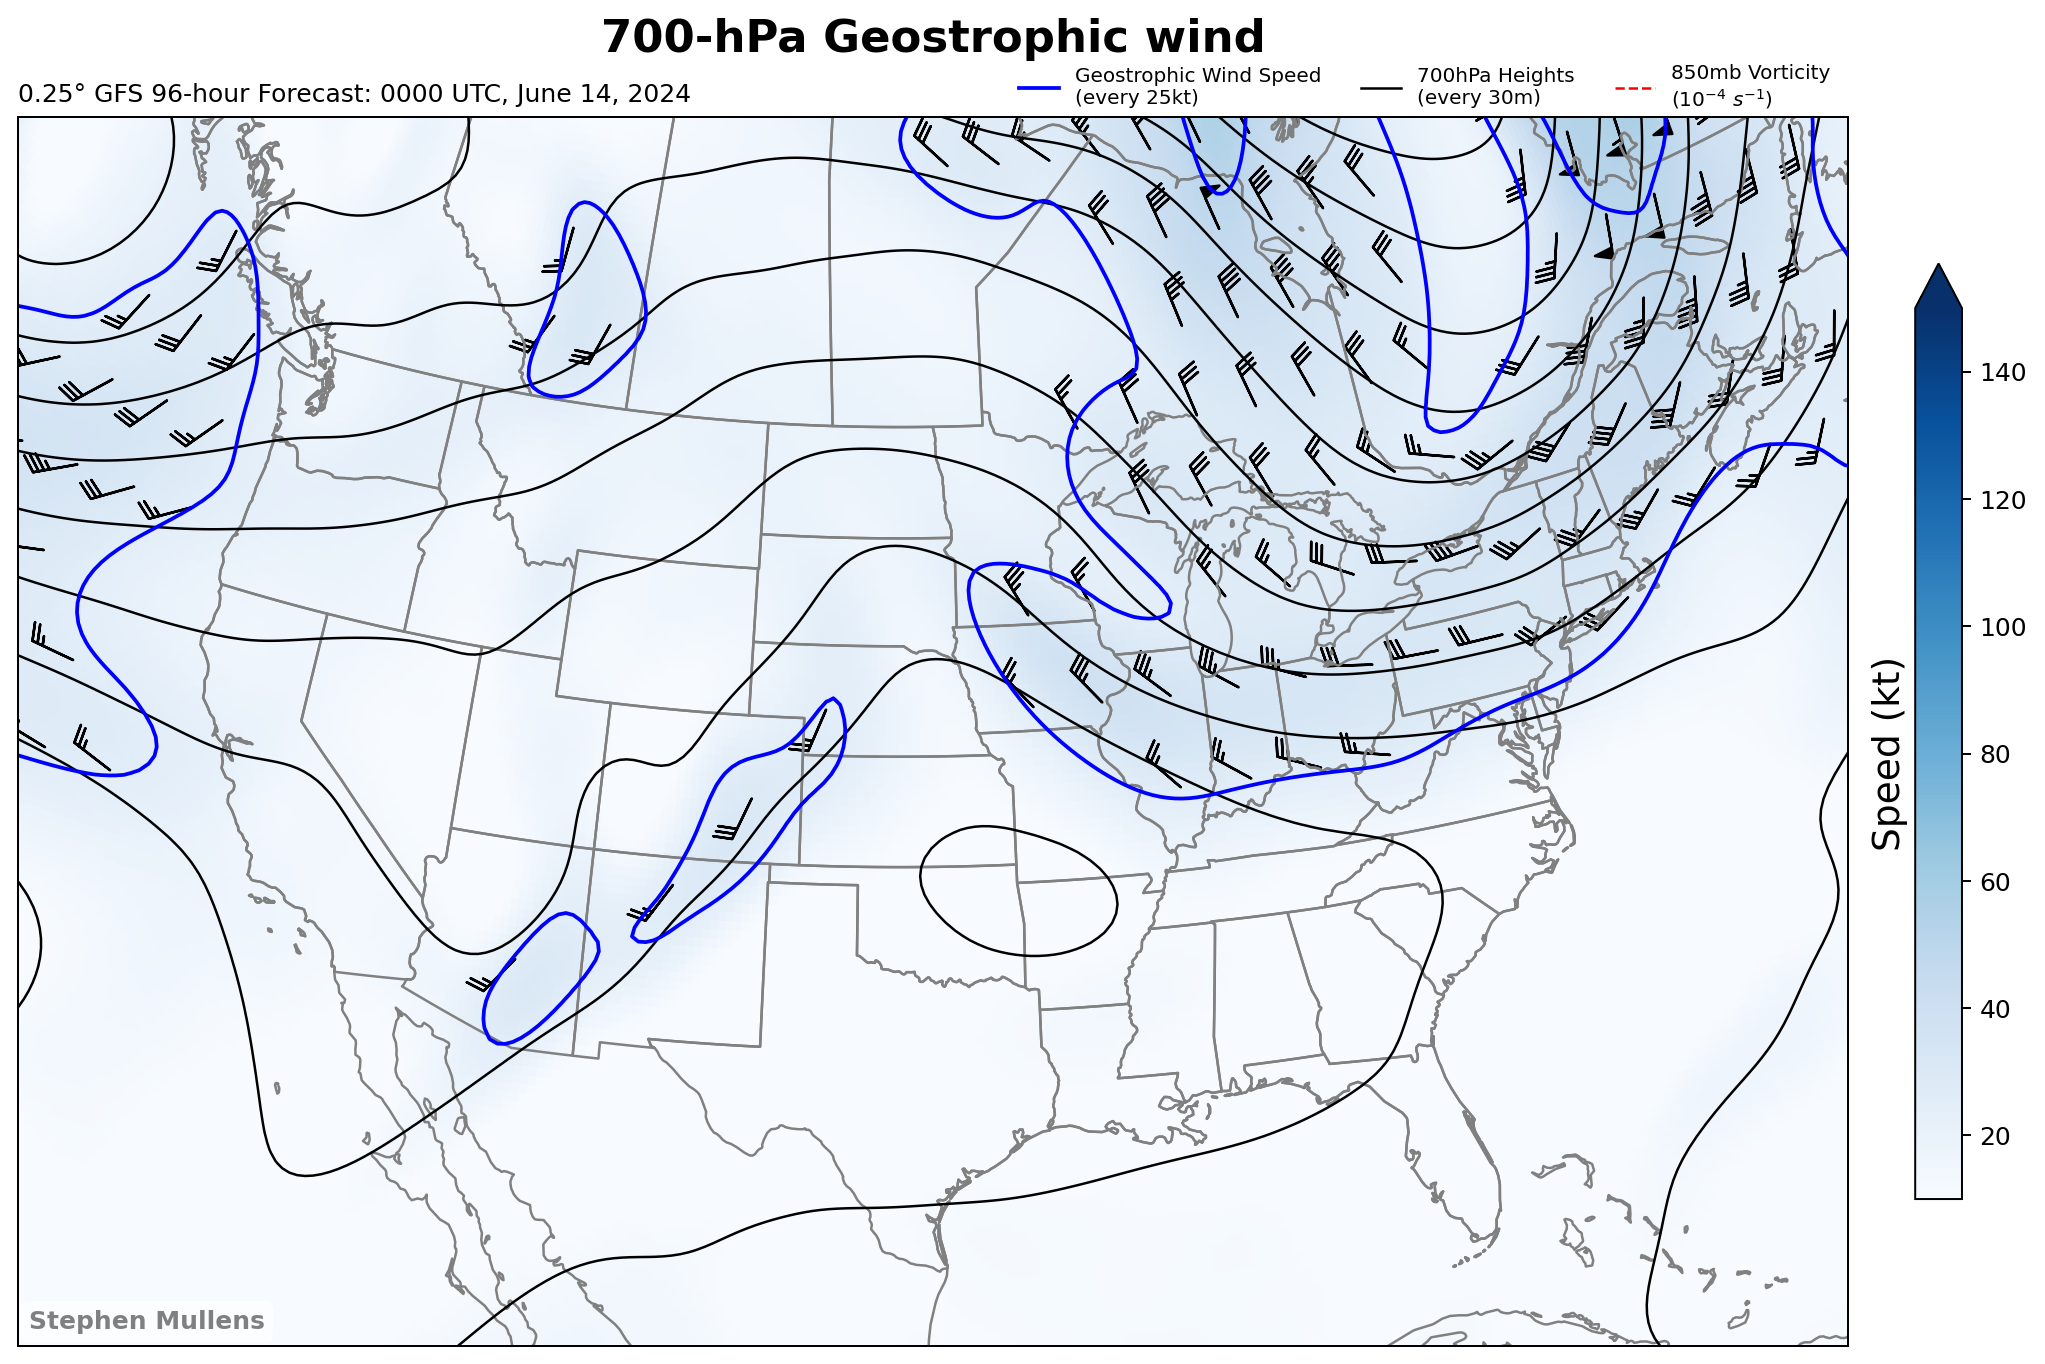 700-hPa Geostrophic wind
0.25° GFS 96-hour Forecast: 0000 UTC, June 14, 2024
Geostrophic Wind Speed
(every 25kt)
700hPa Heights
(every 30m)
850mb Vorticity
(10⁻⁴ s⁻¹)
140
120
100
80
60
40
20
Speed (kt)
Stephen Mullens